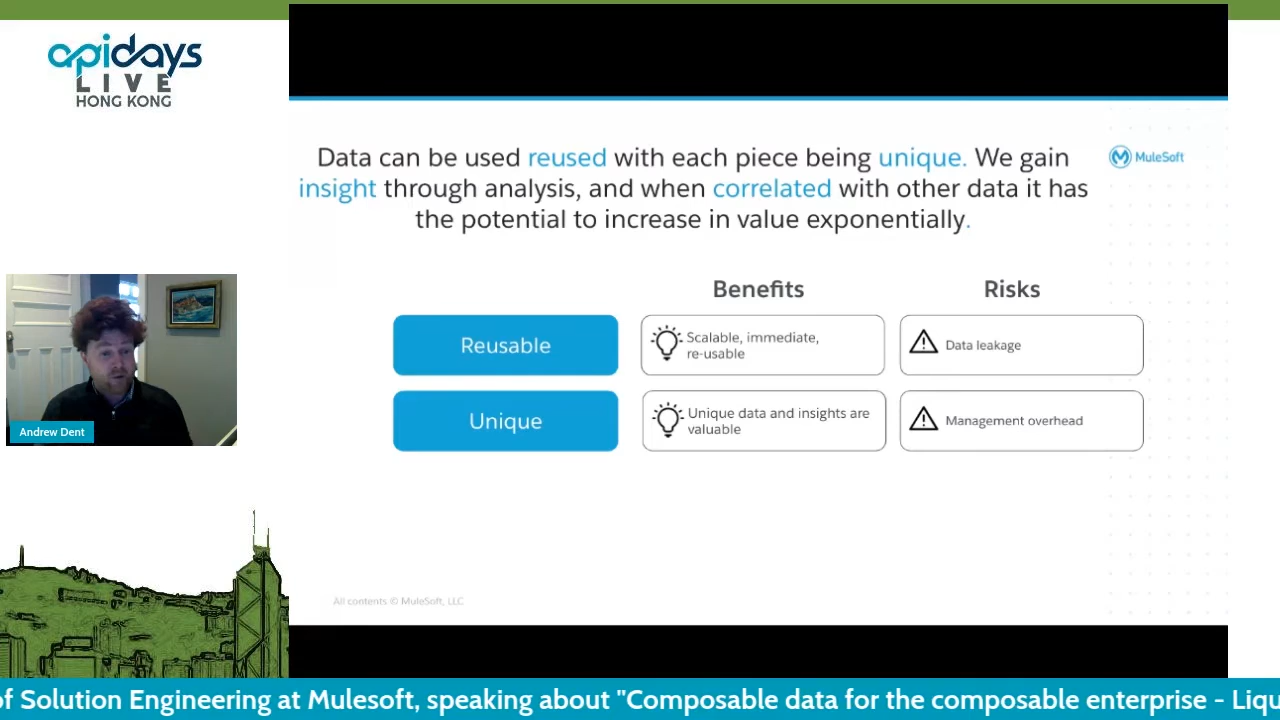 apidays
LIVE
HONG KONG
Data can be used reused with each piece being unique. We gain
insight through analysis, and when correlated with other data it has
the potential to increase in value exponentially.
MuleSoft
Benefits
Risks
Reusable
Scalable, immediate,
re-usable
Data leakage
Unique
Unique data and insights are
valuable
Management overhead
Andrew Dent
All contents © MuleSoft, LLC
of Solution Engineering at Mulesoft, speaking about "Composable data for the composable enterprise - Liqu